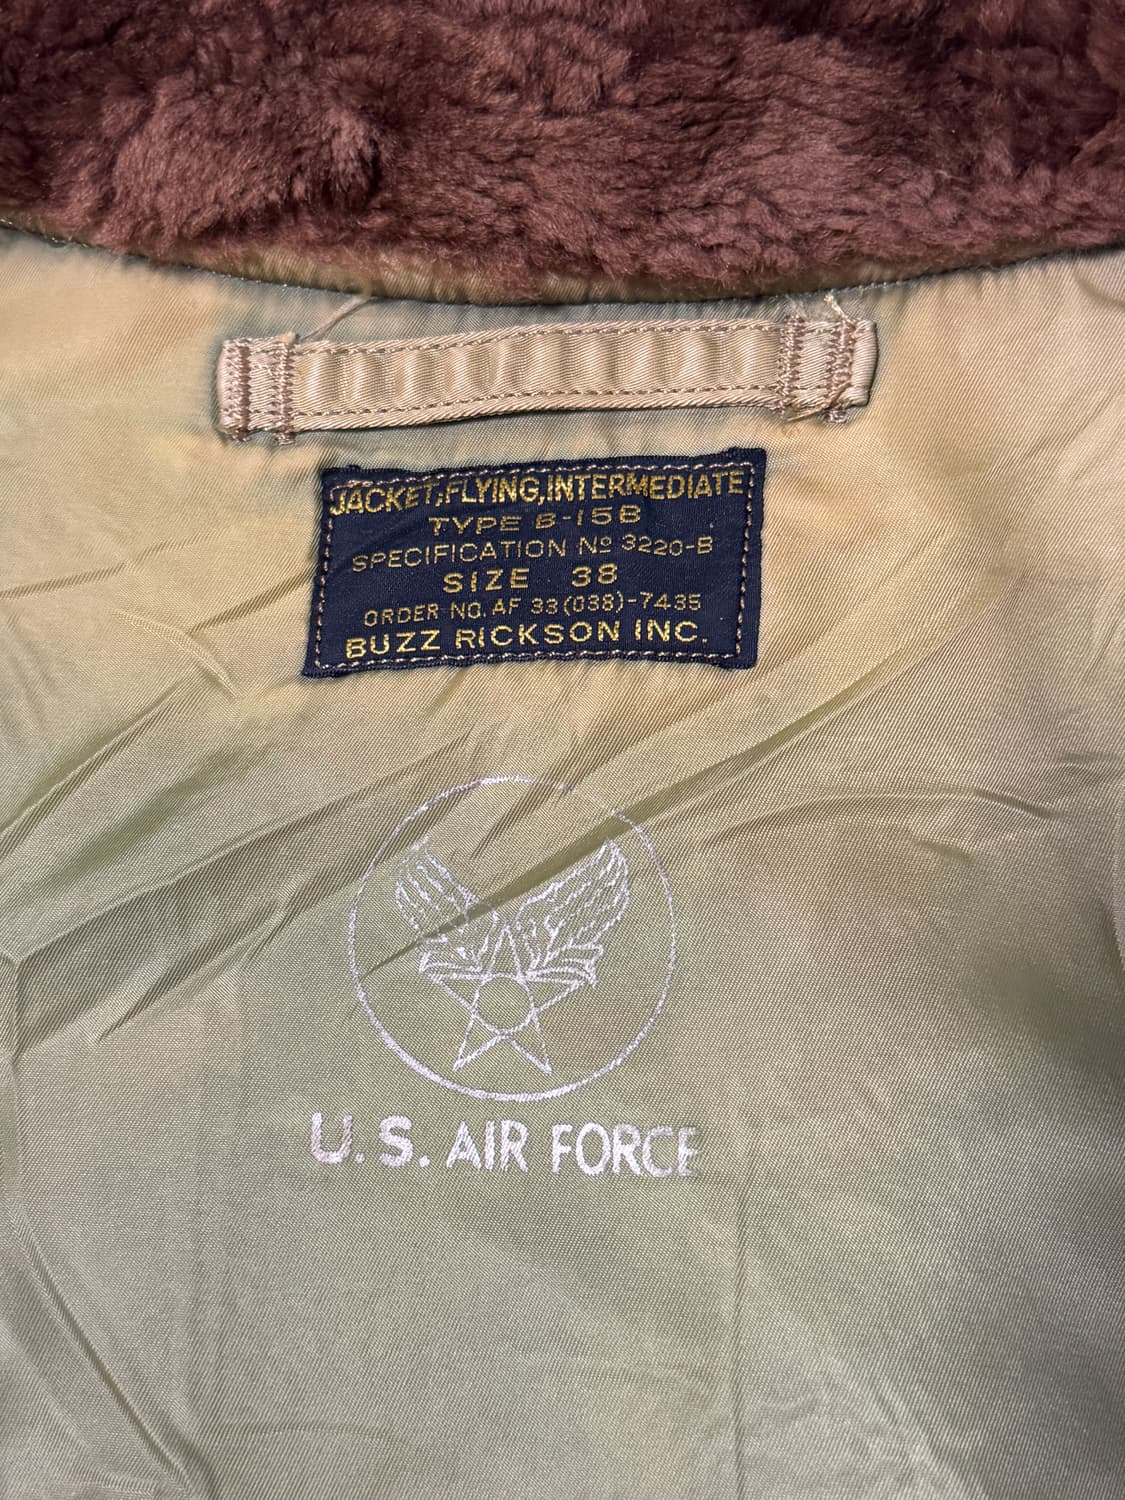 JACKET,FLYING,INTERMEDIATE
TYPE B-15B
SPECIFICATION Nº 3220-B
SIZE 38
ORDER NO. AF 33(038)-7435
BUZZ RICKSON INC.
U.S. AIR FORCE